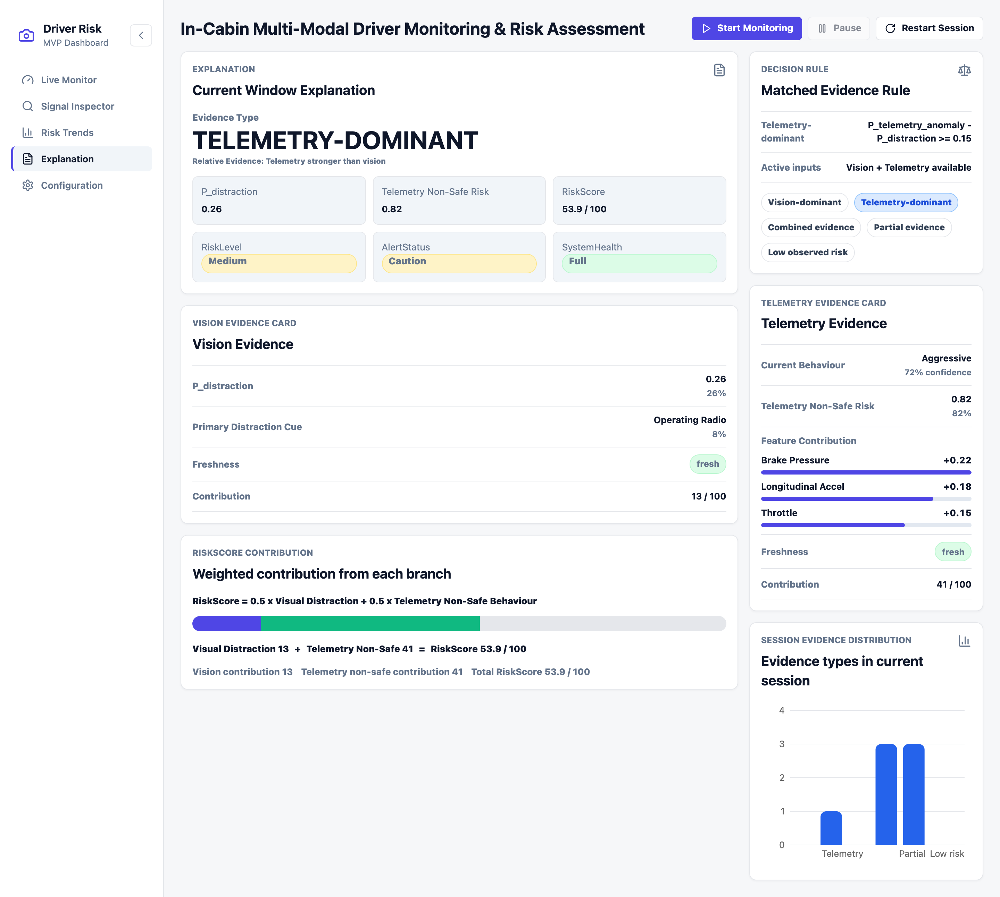 Driver Risk
MVP Dashboard
Live Monitor
Signal Inspector
Risk Trends
Explanation
Configuration
In-Cabin Multi-Modal Driver Monitoring & Risk Assessment
Start Monitoring
Pause
Restart Session
EXPLANATION
Current Window Explanation
Evidence Type
TELEMETRY-DOMINANT
Relative Evidence: Telemetry stronger than vision
P_distraction
0.26
Telemetry Non-Safe Risk
0.82
RiskScore
53.9 / 100
RiskLevel
Medium
AlertStatus
Caution
SystemHealth
Full
VISION EVIDENCE CARD
Vision Evidence
P_distraction
0.26
26%
Primary Distraction Cue
Operating Radio
8%
Freshness
fresh
Contribution
13 / 100
RISKSCORE CONTRIBUTION
Weighted contribution from each branch
RiskScore = 0.5 x Visual Distraction + 0.5 x Telemetry Non-Safe Behaviour
Visual Distraction 13 + Telemetry Non-Safe 41 = RiskScore 53.9 / 100
Vision contribution 13 Telemetry non-safe contribution 41 Total RiskScore 53.9 / 100
DECISION RULE
Matched Evidence Rule
Telemetry-
dominant
P_telemetry_anomaly -
P_distraction >= 0.15
Active inputs
Vision + Telemetry available
Vision-dominant
Telemetry-dominant
Combined evidence
Partial evidence
Low observed risk
TELEMETRY EVIDENCE CARD
Telemetry Evidence
Current Behaviour
Aggressive
72% confidence
Telemetry Non-Safe Risk
0.82
82%
Feature Contribution
Brake Pressure
+0.22
Longitudinal Accel
+0.18
Throttle
+0.15
Freshness
fresh
Contribution
41 / 100
SESSION EVIDENCE DISTRIBUTION
Evidence types in current
session
4
3
2
1
0
Telemetry
Partial
Low risk